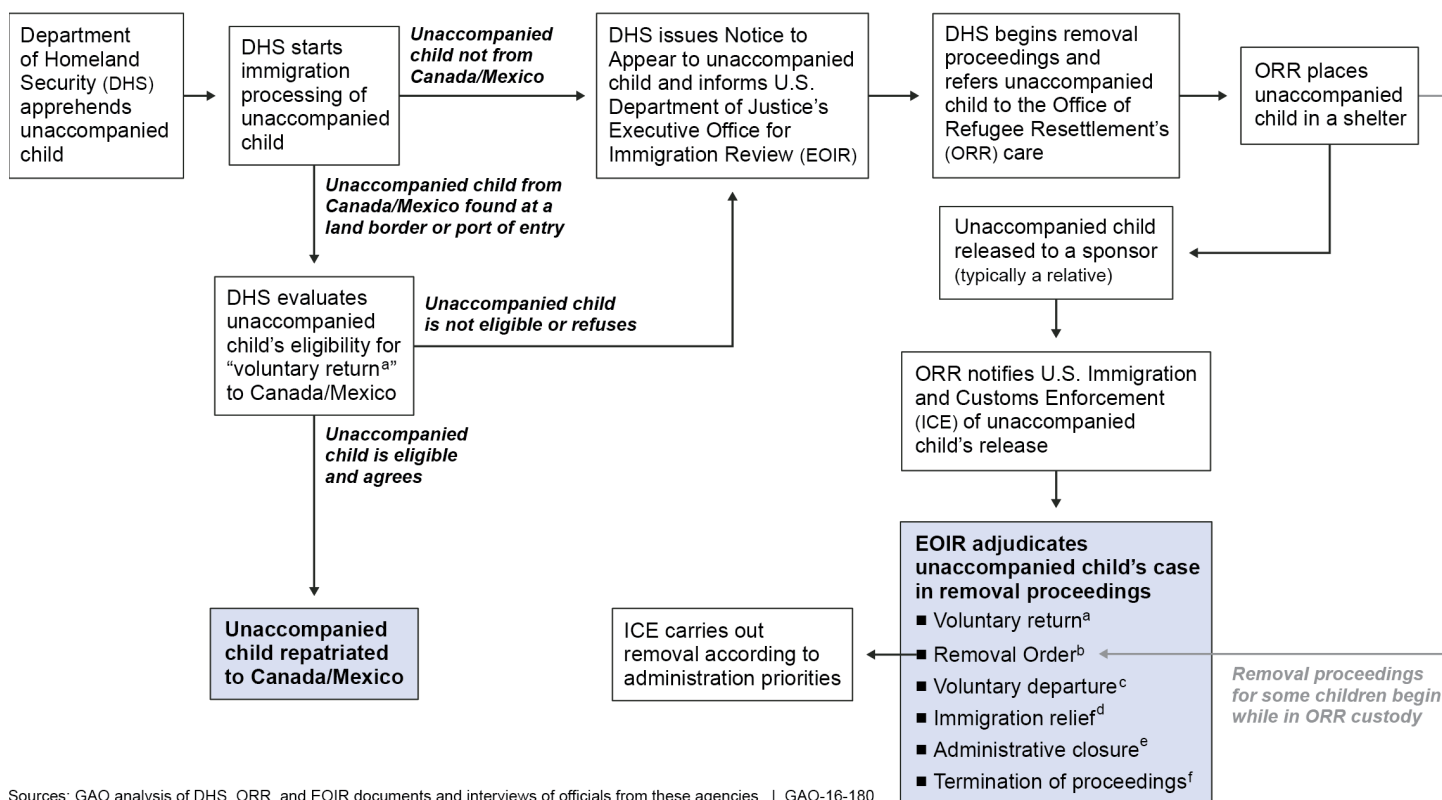 Department
of Homeland
Security (DHS)
apprehends
unaccompanied
child
DHS starts
immigration
processing of
unaccompanied
child
Unaccompanied
child not from
Canada/Mexico
DHS issues Notice to
Appear to unaccompanied
child and informs U.S.
Department of Justice's
Executive Office for
Immigration Review (EOIR)
DHS begins removal
proceedings and
refers unaccompanied
child to the Office of
Refugee Resettlement's
(ORR) care
ORR places
unaccompanied
child in a shelter
Unaccompanied child from
Canada/Mexico found at a
land border or port of entry
Unaccompanied child
released to a sponsor
(typically a relative)
DHS evaluates
unaccompanied
child's eligibility for
“voluntary returnᵃ”
to Canada/Mexico
Unaccompanied child
is not eligible or refuses
ORR notifies U.S. Immigration
and Customs Enforcement
(ICE) of unaccompanied
child's release
Unaccompanied
child is eligible
and agrees
Unaccompanied
child repatriated
to Canada/Mexico
ICE carries out
removal according to
administration priorities
EOIR adjudicates
unaccompanied child's case
in removal proceedings
■ Voluntary returnᵃ
■ Removal Orderᵇ
■ Voluntary departureᶜ
■ Immigration reliefᵈ
■ Administrative closureᵉ
■ Termination of proceedingsᶠ
Removal proceedings
for some children begin
while in ORR custody
Sources: GAO analysis of DHS, ORR, and EOIR documents and interviews of officials from these agencies. | GAO-16-180